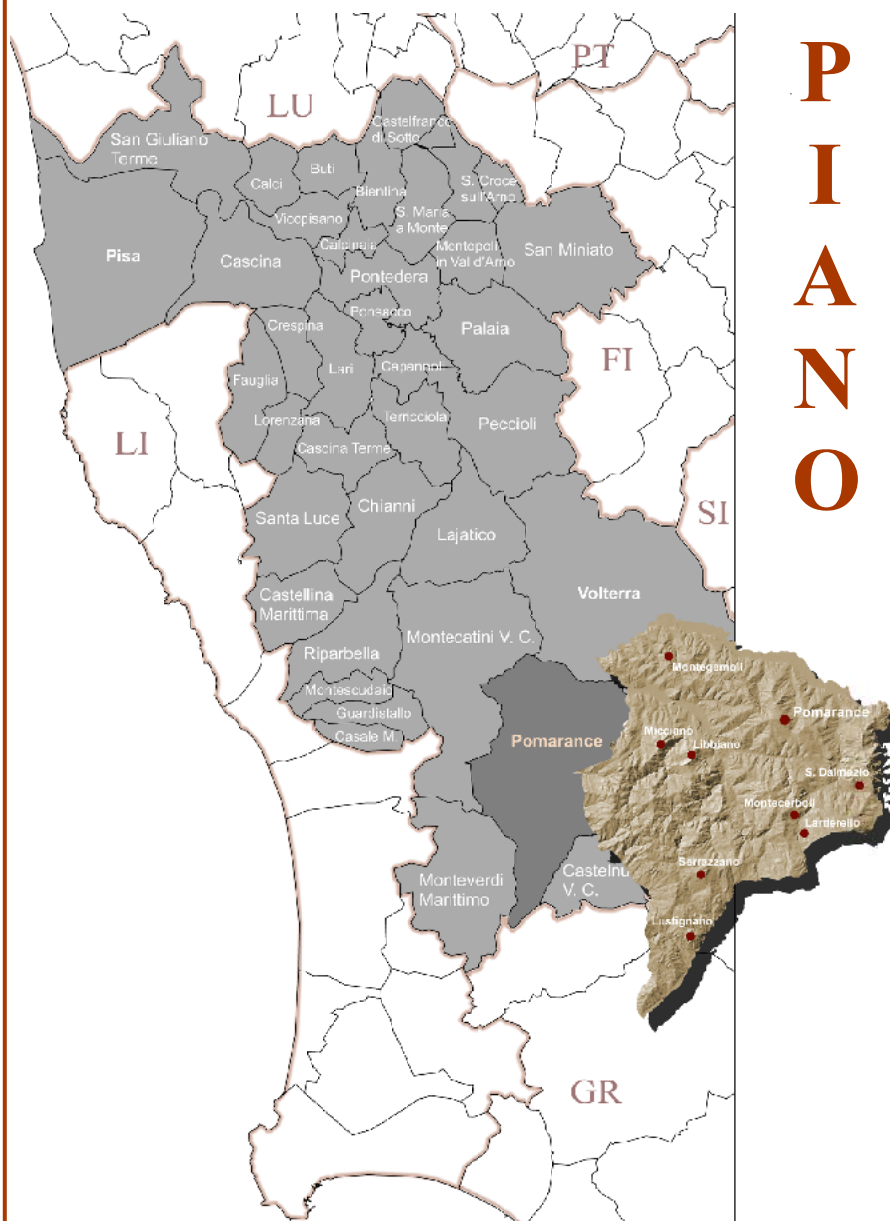 P
I
A
N
O
PT
LU
Castelfranco
di Sotto
San Giuliano
Terme
Calci
Buti
Bientina
S. Croce
sull'Arno
S. Maria
a Monte
Vicopisano
Calcinaia
Montopoli
in Val d'Arno
San Miniato
Pisa
Cascina
Pontedera
Ponsacco
Crespina
Palaia
FI
Lari
Capannoli
Fauglia
Lorenzana
Terricciola
Peccioli
LI
Cascina Terme
Chianni
Santa Luce
Lajatico
SI
Castellina
Marittima
Volterra
Riparbella
Montecatini V. C.
Montescudaio
Guardistallo
Casale M.
Pomarance
Montegemoli
Pomarance
Micciano
Libbiano
S. Dalmazio
Montecerboli
Larderello
Serrazzano
Lustignano
Monteverdi
Marittimo
Castelnu
V. C.
GR